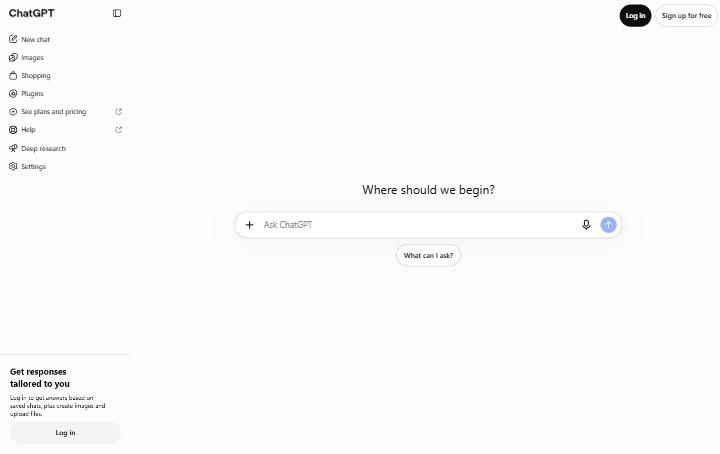 ChatGPT
Log in
Sign up for free
New chat
Images
Shopping
Plugins
See plans and pricing
Help
Deep research
Settings
Where should we begin?
Ask ChatGPT
What can I ask?
Get responses
tailored to you
Log in to get answers based on
saved chats, plus create images and
upload files.
Log in